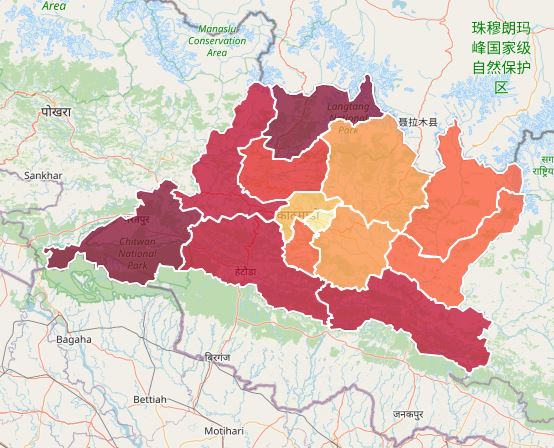 Area
Manaslu
Conservation
Area
珠穆朗玛
峰国家级
自然保护
区
पोखरा
Langtang
National
Park
聂拉木县
Sankhar
काठमाडौँ
भरतपुर
Chitwan
National
Park
हेटौडा
Bagaha
बिरगंज
Bettiah
Motihari
जनकपुर